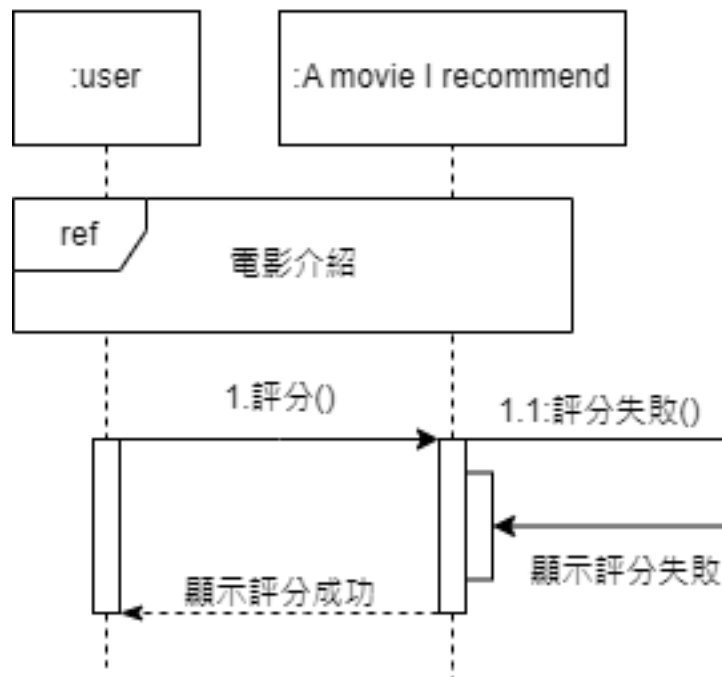 :user
:A movie I recommend
ref
電影介紹
1.評分()
1.1:評分失敗()
顯示評分失敗
顯示評分成功